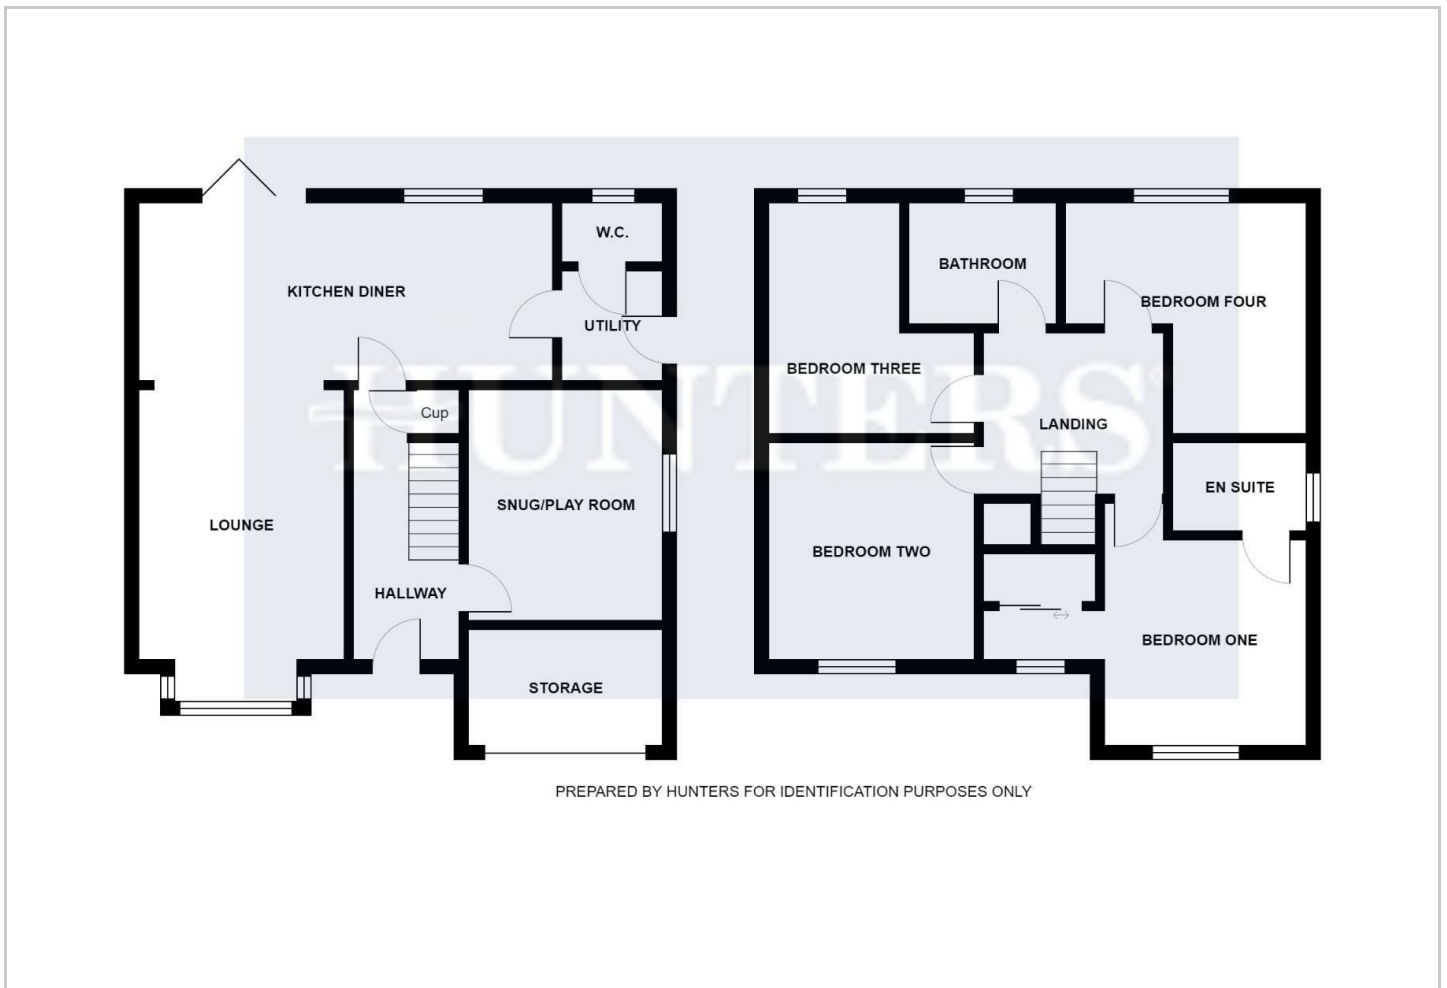 W.C.
KITCHEN DINER
UTILITY
Cup
SNUG/PLAY ROOM
LOUNGE
HALLWAY
STORAGE
BATHROOM
BEDROOM FOUR
BEDROOM THREE
LANDING
EN SUITE
BEDROOM TWO
BEDROOM ONE
HUNTERS
PREPARED BY HUNTERS FOR IDENTIFICATION PURPOSES ONLY